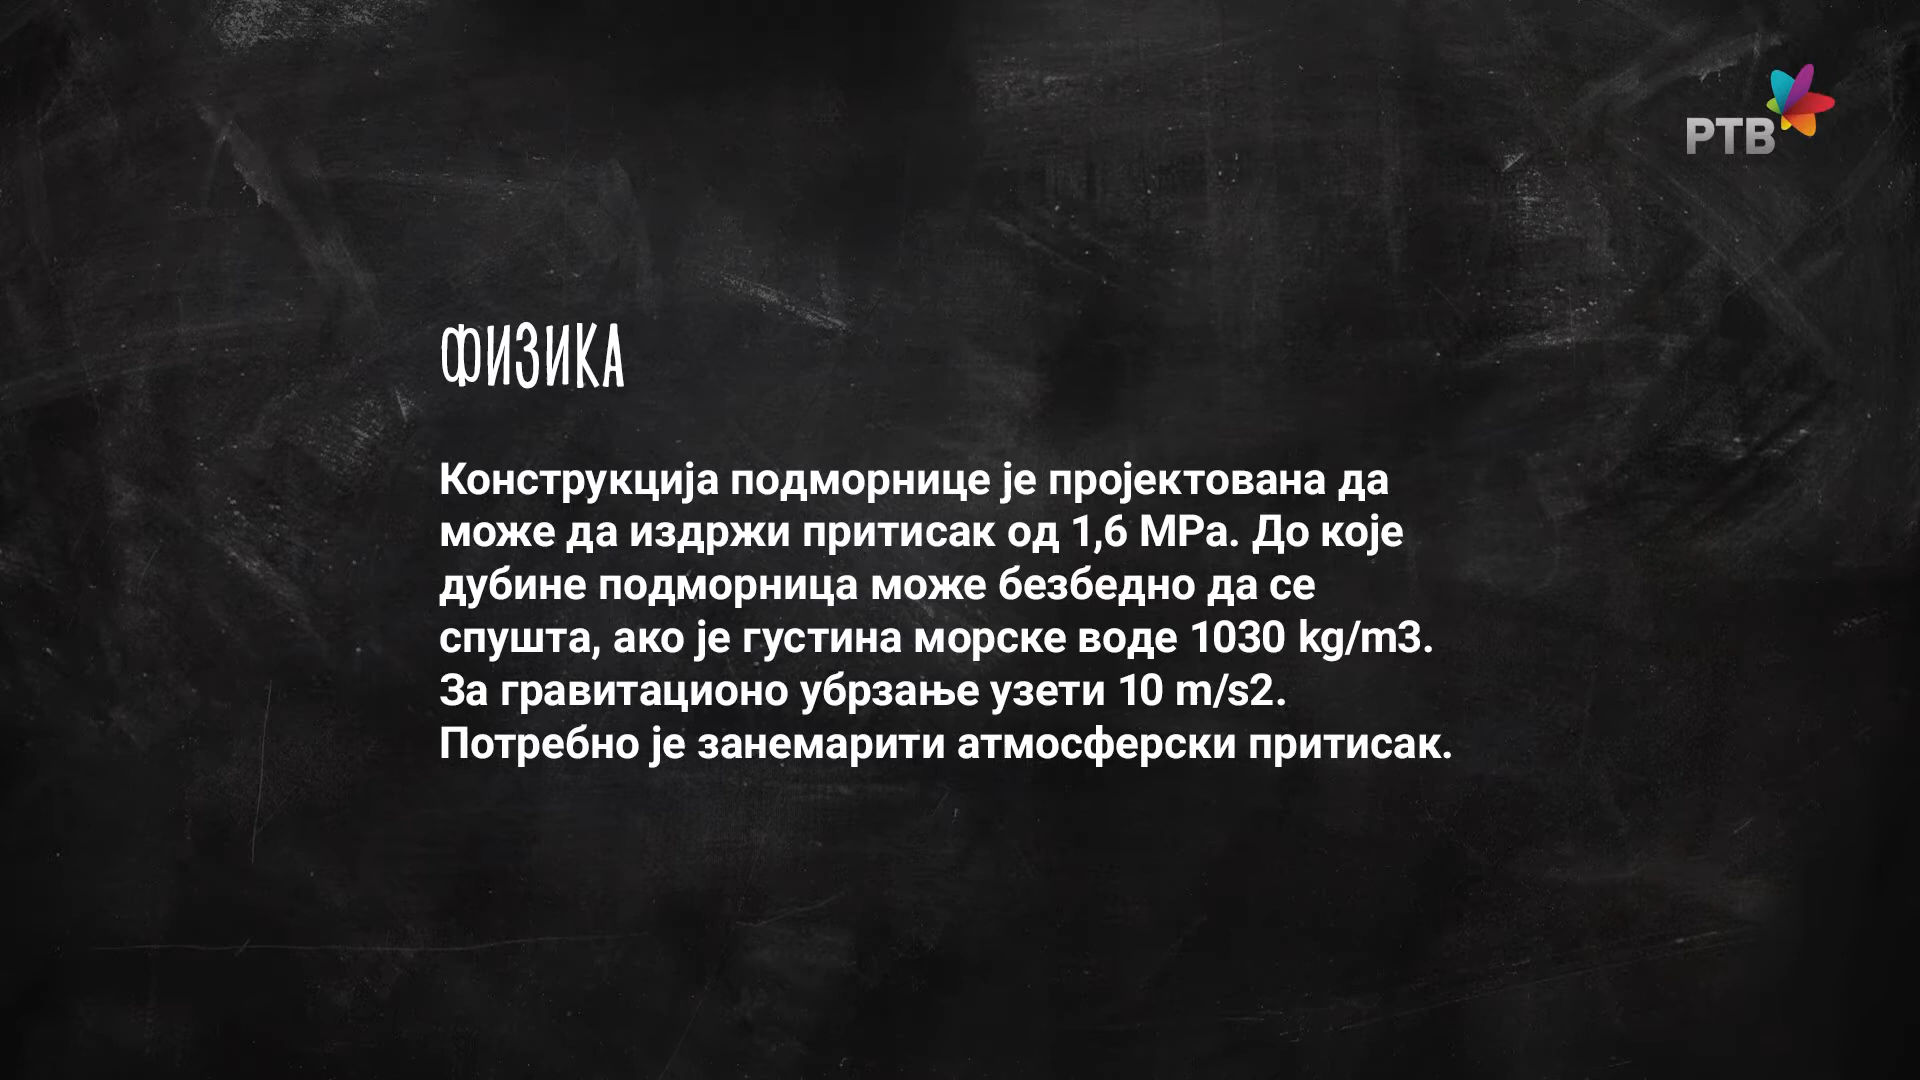 РТВ
ФИЗИКА
Конструкција подморнице је пројектована да
може да издржи притисак од 1,6 MPa. До које
дубине подморница може безбедно да се
спушта, ако је густина морске воде 1030 kg/m3.
За гравитационо убрзање узети 10 m/s2.
Потребно је занемарити атмосферски притисак.